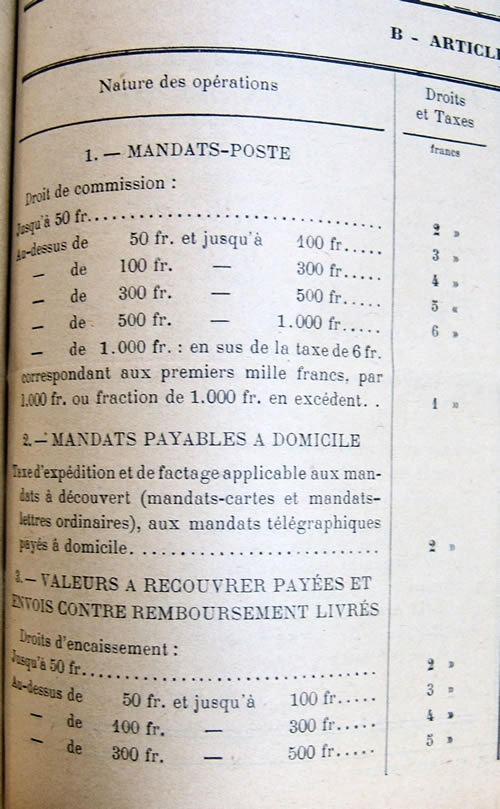 B - ARTICLE
Nature des opérations
Droits
et Taxes
francs
1. — MANDATS-POSTE
Droit de commission :
Jusqu'à 50 fr. 2 »
Au-dessus de 50 fr. et jusqu'à 100 fr. 3 »
— de 100 fr. — 300 fr. 4 »
— de 300 fr. — 500 fr. 5 «
— de 500 fr. — 1.000 fr. 6 »
— de 1.000 fr. : en sus de la taxe de 6 fr.
correspondant aux premiers mille francs, par
1.000 fr. ou fraction de 1.000 fr. en excédent. . 1 »
2. — MANDATS PAYABLES A DOMICILE
Taxe d'expédition et de factage applicable aux man-
dats à découvert (mandats-cartes et mandats-
lettres ordinaires), aux mandats télégraphiques
payés à domicile. 2 »
3. — VALEURS A RECOUVRER PAYÉES ET
ENVOIS CONTRE REMBOURSEMENT LIVRÉS
Droits d'encaissement :
Jusqu'à 50 fr. 2 »
Au-dessus de 50 fr. et jusqu'à 100 fr. 3 »
— de 100 fr. — 300 fr. 4 »
— de 300 fr. — 500 fr. 5 »